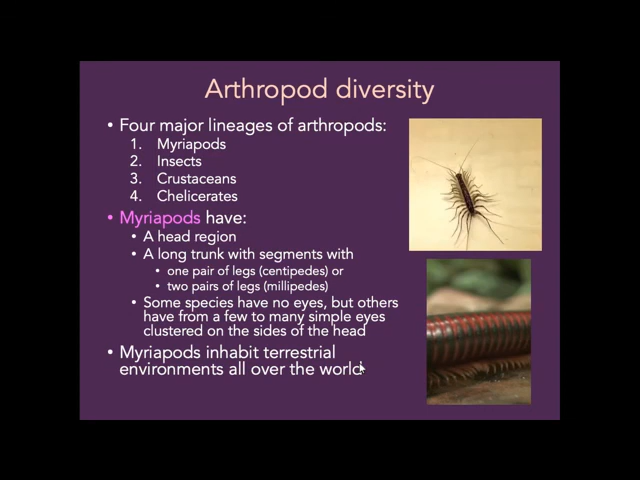 Arthropod diversity
• Four major lineages of arthropods:
1. Myriapods
2. Insects
3. Crustaceans
4. Chelicerates
• Myriapods have:
• A head region
• A long trunk with segments with
• one pair of legs (centipedes) or
• two pairs of legs (millipedes)
• Some species have no eyes, but others
have from a few to many simple eyes
clustered on the sides of the head
• Myriapods inhabit terrestrial
environments all over the world